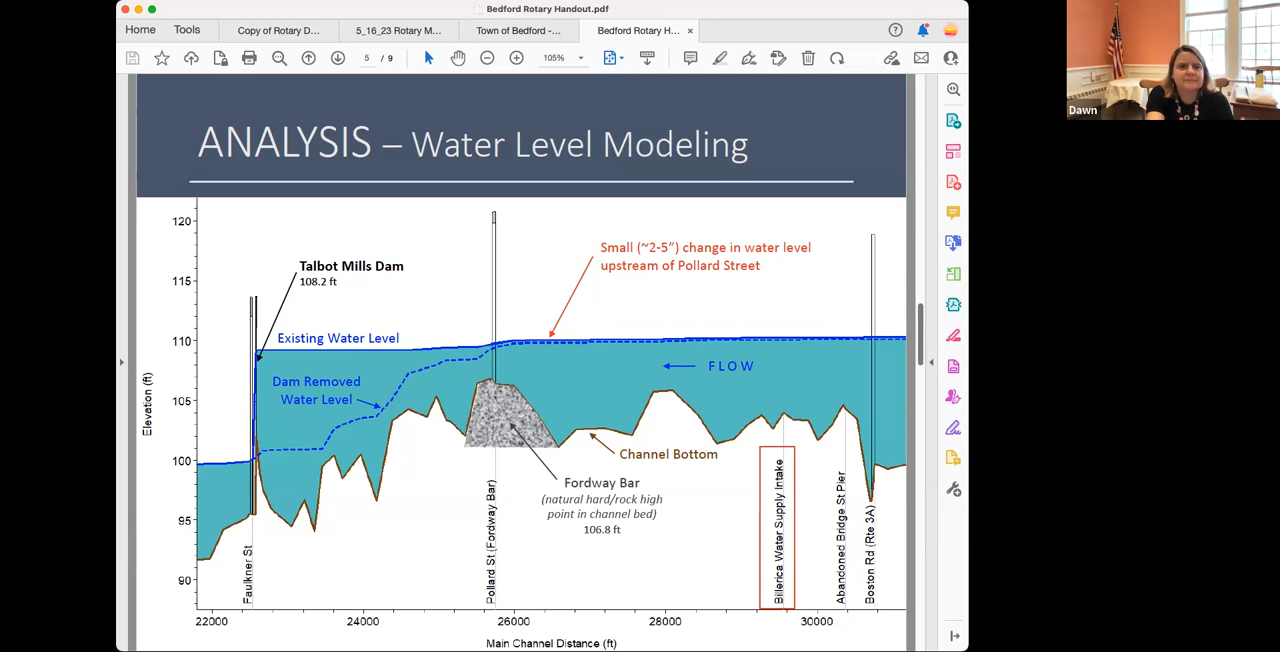 Bedford Rotary Handout.pdf
Home
Tools
Copy of Rotary D...
5_16_23 Rotary M...
Town of Bedford -...
Bedford Rotary H...
5 / 9
105%
Dawn
ANALYSIS – Water Level Modeling
120
115
110
105
100
95
90
Elevation (ft)
Talbot Mills Dam
108.2 ft
Small (~2-5") change in water level
upstream of Pollard Street
Existing Water Level
Dam Removed
Water Level
FLOW
Channel Bottom
Fordway Bar
(natural hard/rock high
point in channel bed)
106.8 ft
Faulkner St
Pollard St (Fordway Bar)
Billerica Water Supply Intake
Abandoned Bridge St Pier
Boston Rd (Rte 3A)
22000
24000
26000
28000
30000
Main Channel Distance (ft)